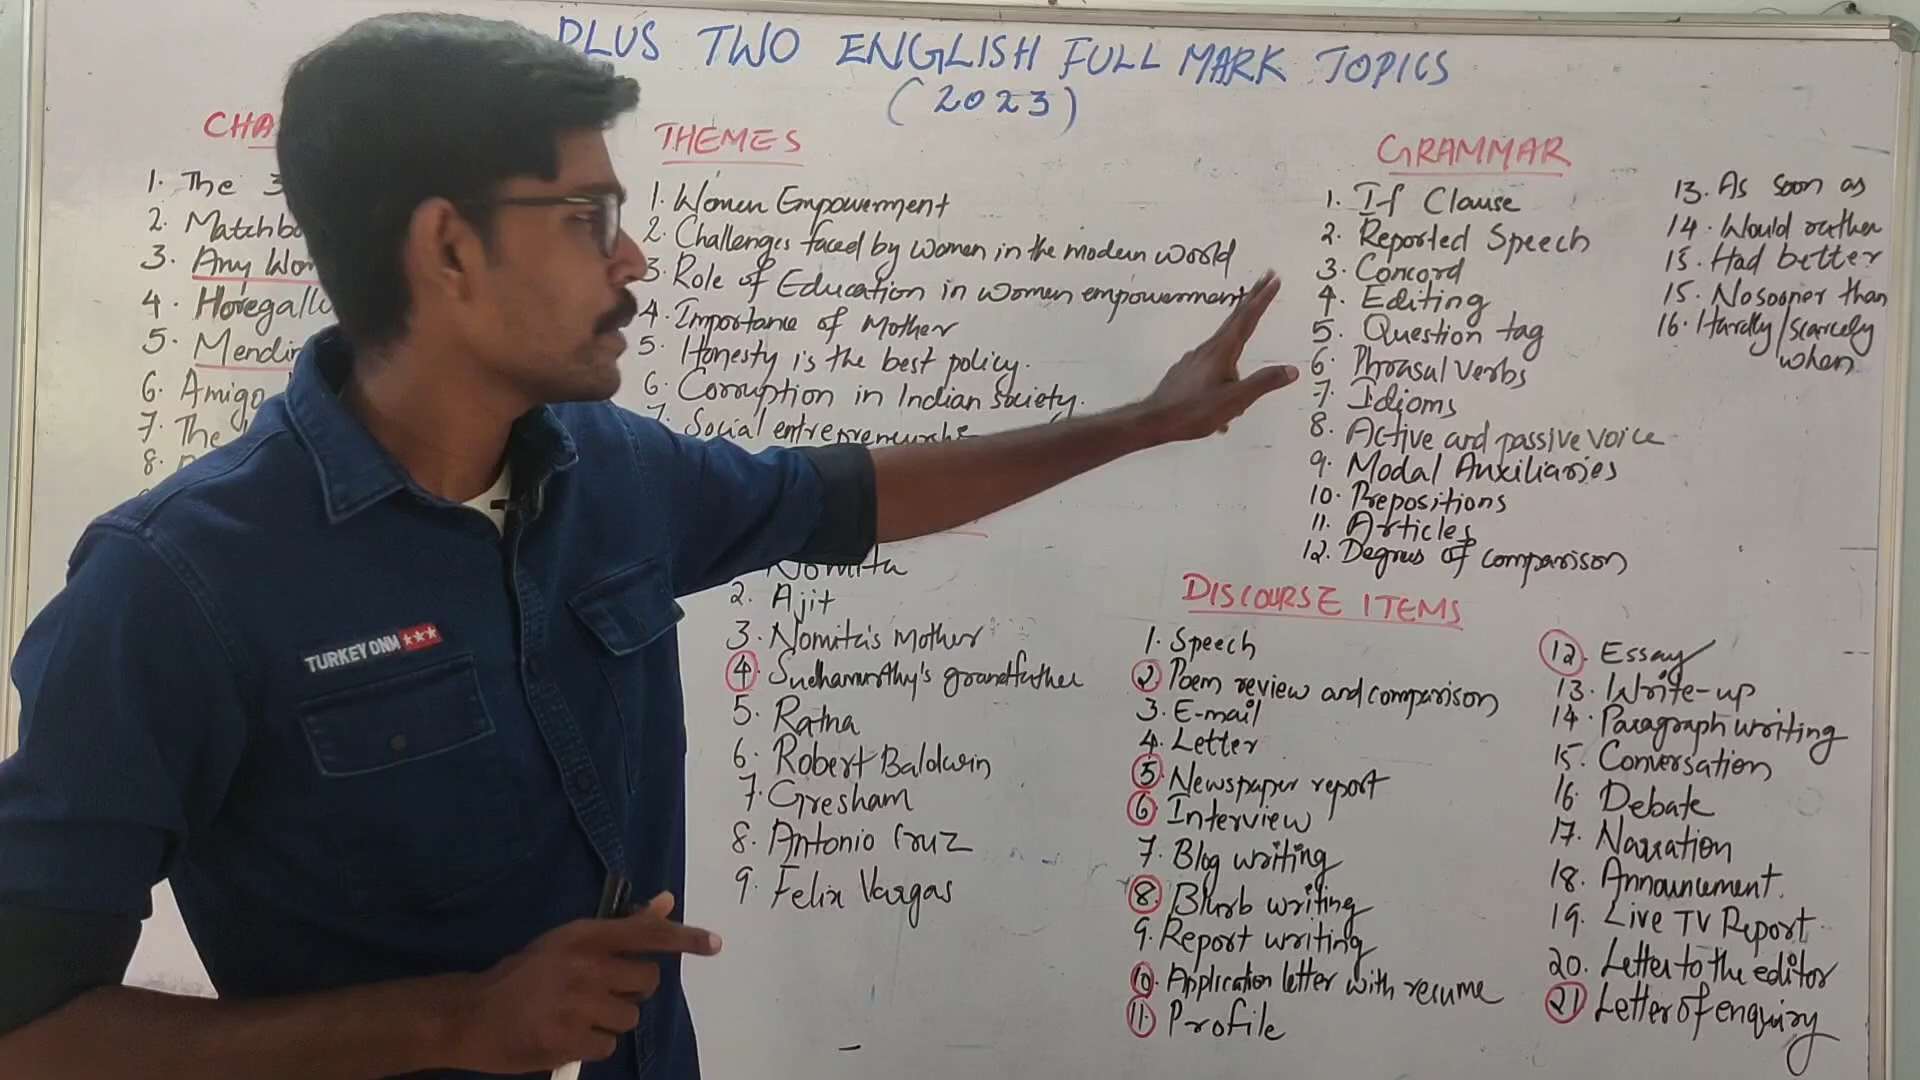 PLUS TWO ENGLISH FULL MARK TOPICS
(2023)
1. The 3
2. Matchbo
3. Any Wom
4. Horegallu
5. Mendin
6. Amigo
7. The
8.
THEMES
1. Women Empowerment
2. Challenges faced by women in the modern world
3. Role of Education in women empowerment
4. Importance of Mother
5. Honesty is the best policy.
6. Corruption in Indian society.
7. Social
Nomita
2. Ajit
3. Nomita's Mother
4. Sudhamurthy's grandfather
5. Ratna
6. Robert Baldwin
7. Gresham
8. Antonio Cruz
9. Felix Vargas
GRAMMAR
1. If Clause
2. Reported Speech
3. Concord
4. Editing
5. Question tag
6. Phrasal verbs
7. Idioms
8. Active and passive voice
9. Modal Auxiliaries
10. Prepositions
11. Articles
12. Degrees of comparison
13. As soon as
14. Would rather
15. Had better
15. No sooner than
16. Hardly/scarcely
when
DISCOURSE ITEMS
1. Speech
2. Poem review and comparison
3. E-mail
4. Letter
5. Newspaper report
6. Interview
7. Blog writing
8. Blurb writing
9. Report writing
10. Application letter with resume
11. Profile
12. Essay
13. Write-up
14. Paragraph writing
15. Conversation
16. Debate
17. Narration
18. Announcement.
19. Live TV Report
20. Letter to the editor
21 Letter of enquiry
TURKEY DNM